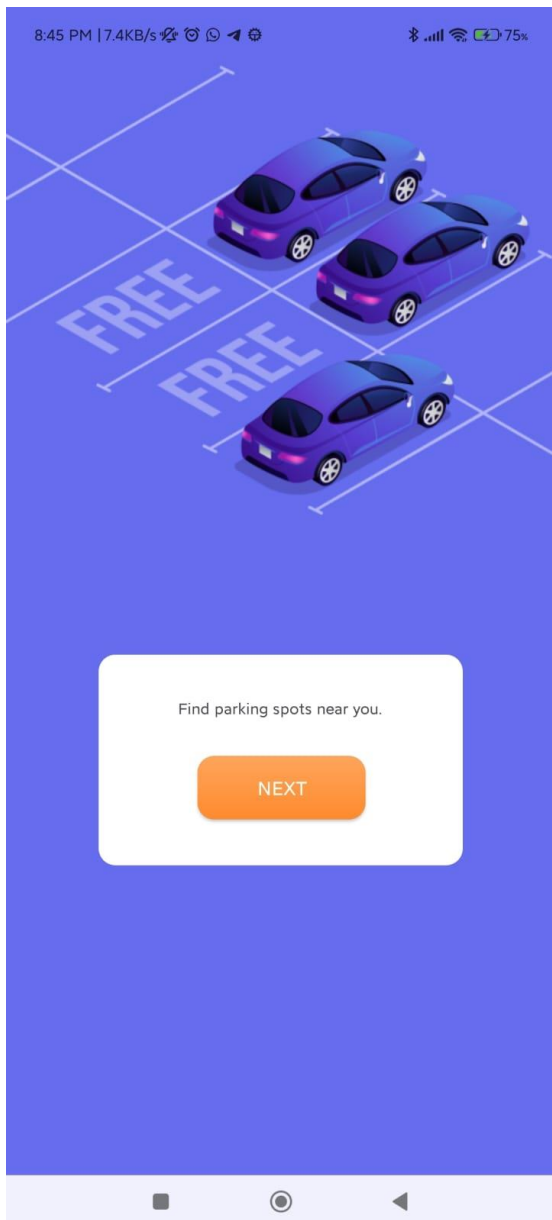 8:45 PM | 7.4KB/s 75%
FREE
FREE
Find parking spots near you.
NEXT